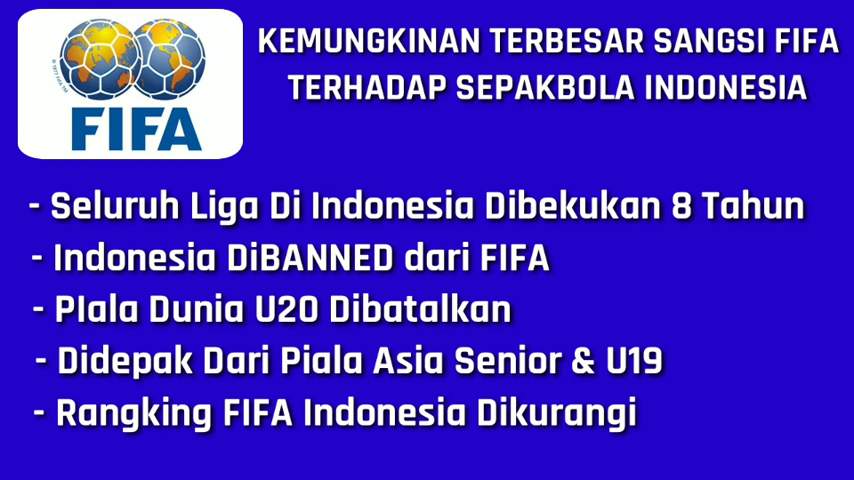 KEMUNGKINAN TERBESAR SANGSI FIFA
TERHADAP SEPAKBOLA INDONESIA
FIFA
- Seluruh Liga Di Indonesia Dibekukan 8 Tahun
- Indonesia DiBANNED dari FIFA
- PIala Dunia U20 Dibatalkan
- Didepak Dari Piala Asia Senior & U19
- Rangking FIFA Indonesia Dikurangi